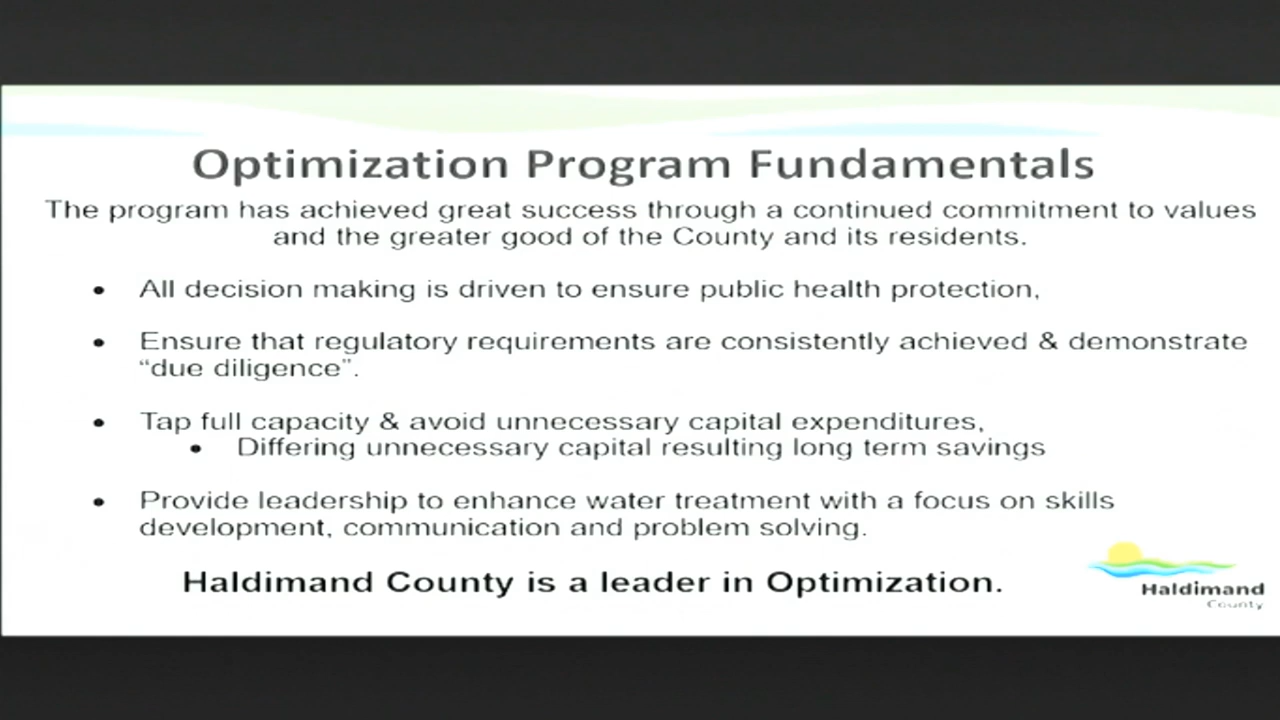 Optimization Program Fundamentals
The program has achieved great success through a continued commitment to values
and the greater good of the County and its residents.
• All decision making is driven to ensure public health protection,
• Ensure that regulatory requirements are consistently achieved & demonstrate
“due diligence”.
• Tap full capacity & avoid unnecessary capital expenditures,
• Differing unnecessary capital resulting long term savings
• Provide leadership to enhance water treatment with a focus on skills
development, communication and problem solving.
Haldimand County is a leader in Optimization.
Haldimand
County